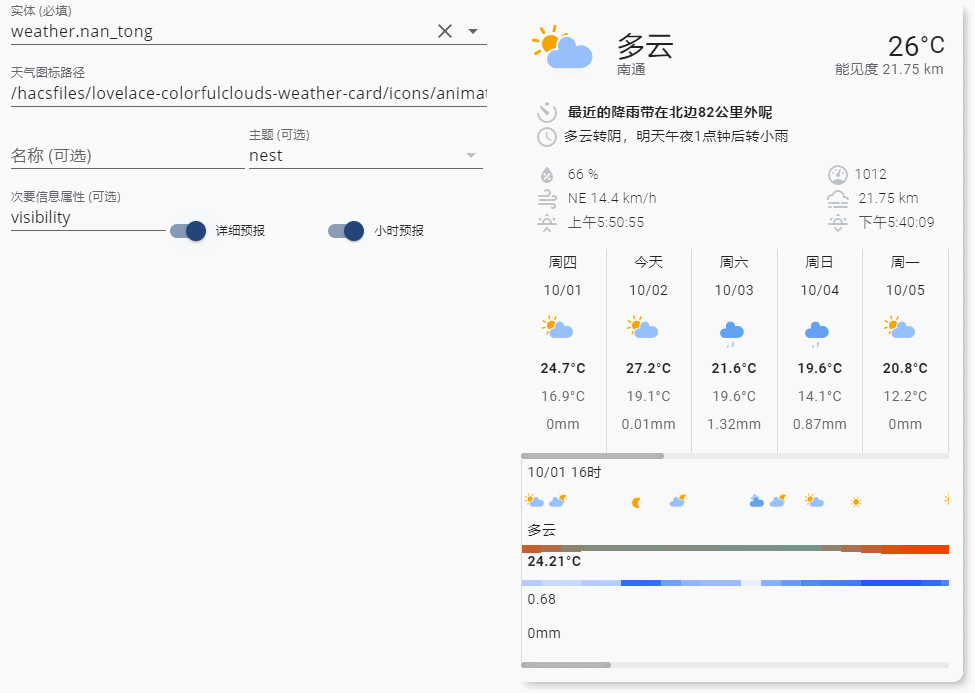 实体 (必填)
weather.nan_tong
天气图标路径
/hacsfiles/lovelace-colorfulclouds-weather-card/icons/animat
名称 (可选)
主题 (可选)
nest
次要信息属性 (可选)
visibility
详细预报
小时预报
多云
南通
26°C
能见度 21.75 km
最近的降雨带在北边82公里外呢
多云转阴，明天午夜1点钟后转小雨
66 %
1012
NE 14.4 km/h
21.75 km
上午5:50:55
下午5:40:09
周四 今天 周六 周日 周一
10/01 10/02 10/03 10/04 10/05
24.7°C 27.2°C 21.6°C 19.6°C 20.8°C
16.9°C 19.1°C 19.6°C 14.1°C 12.2°C
0mm 0.01mm 1.32mm 0.87mm 0mm
10/01 16时
多云
24.21°C
0.68
0mm